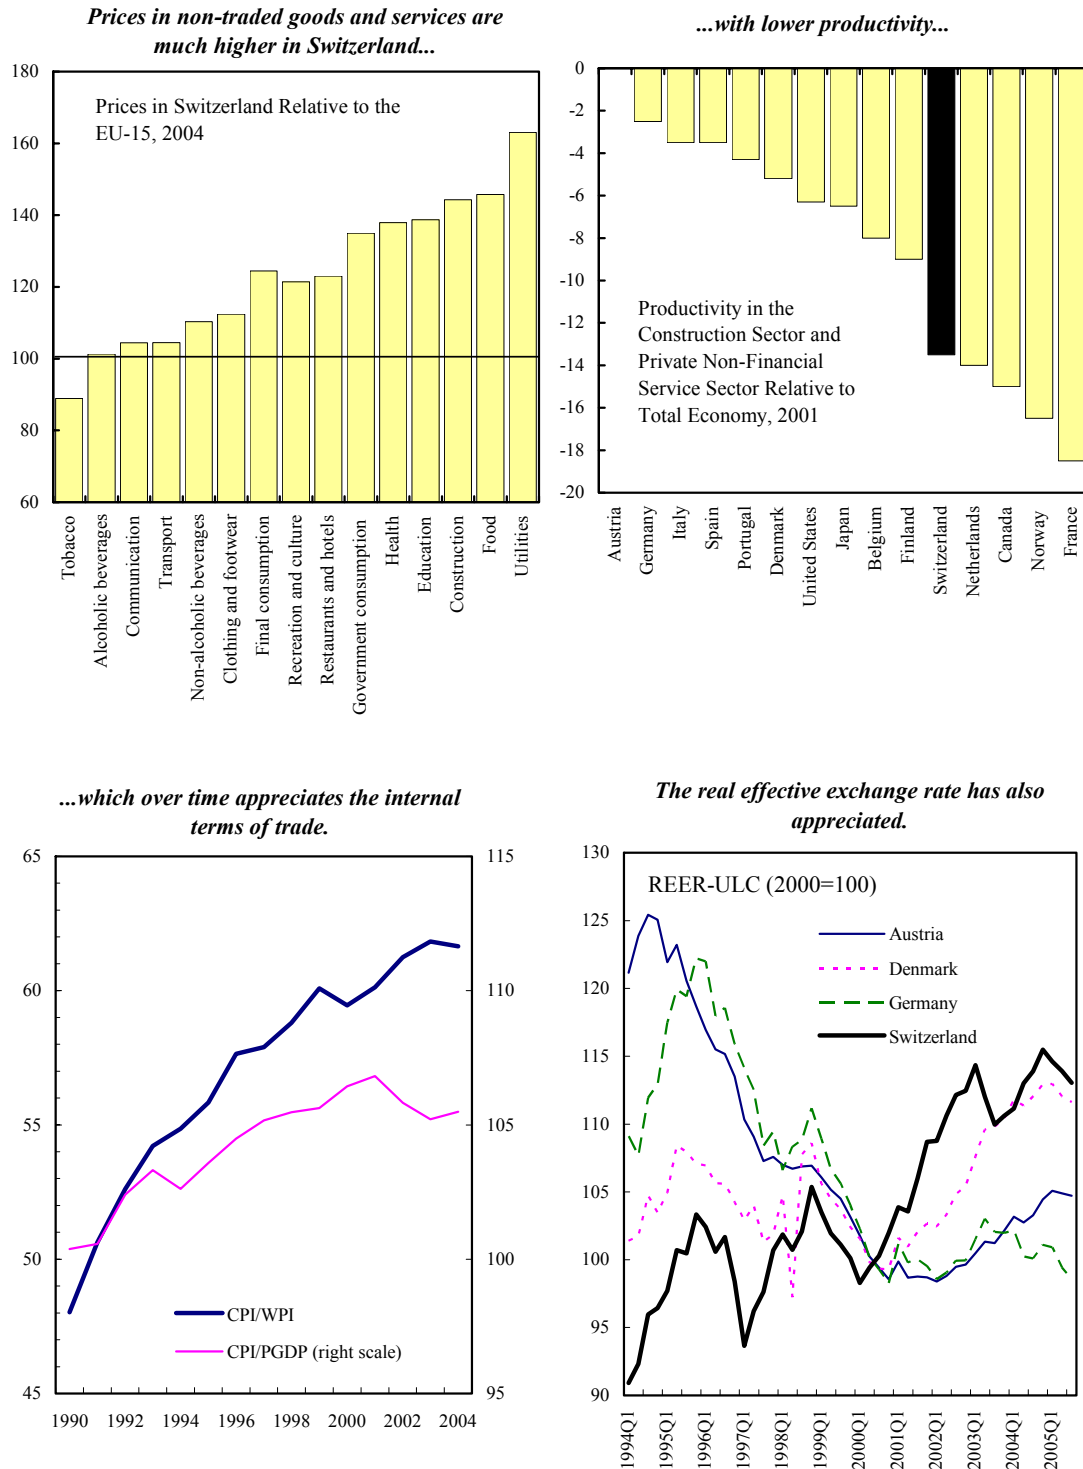 Prices in non-traded goods and services are
much higher in Switzerland...
180
160
140
120
100
80
60
Prices in Switzerland Relative to the
EU-15, 2004
Tobacco
Alcoholic beverages
Communication
Transport
Non-alcoholic beverages
Clothing and footwear
Final consumption
Recreation and culture
Restaurants and hotels
Government consumption
Health
Education
Construction
Food
Utilities
...with lower productivity...
0
-2
-4
-6
-8
-10
-12
-14
-16
-18
-20
Productivity in the
Construction Sector and
Private Non-Financial
Service Sector Relative to
Total Economy, 2001
Austria
Germany
Italy
Spain
Portugal
Denmark
United States
Japan
Belgium
Finland
Switzerland
Netherlands
Canada
Norway
France
...which over time appreciates the internal
terms of trade.
65
60
55
50
45
115
110
105
100
95
CPI/WPI
CPI/PGDP (right scale)
1990
1992
1994
1996
1998
2000
2002
2004
The real effective exchange rate has also
appreciated.
130
125
120
115
110
105
100
95
90
REER-ULC (2000=100)
Austria
Denmark
Germany
Switzerland
1994Q1
1995Q1
1996Q1
1997Q1
1998Q1
1999Q1
2000Q1
2001Q1
2002Q1
2003Q1
2004Q1
2005Q1